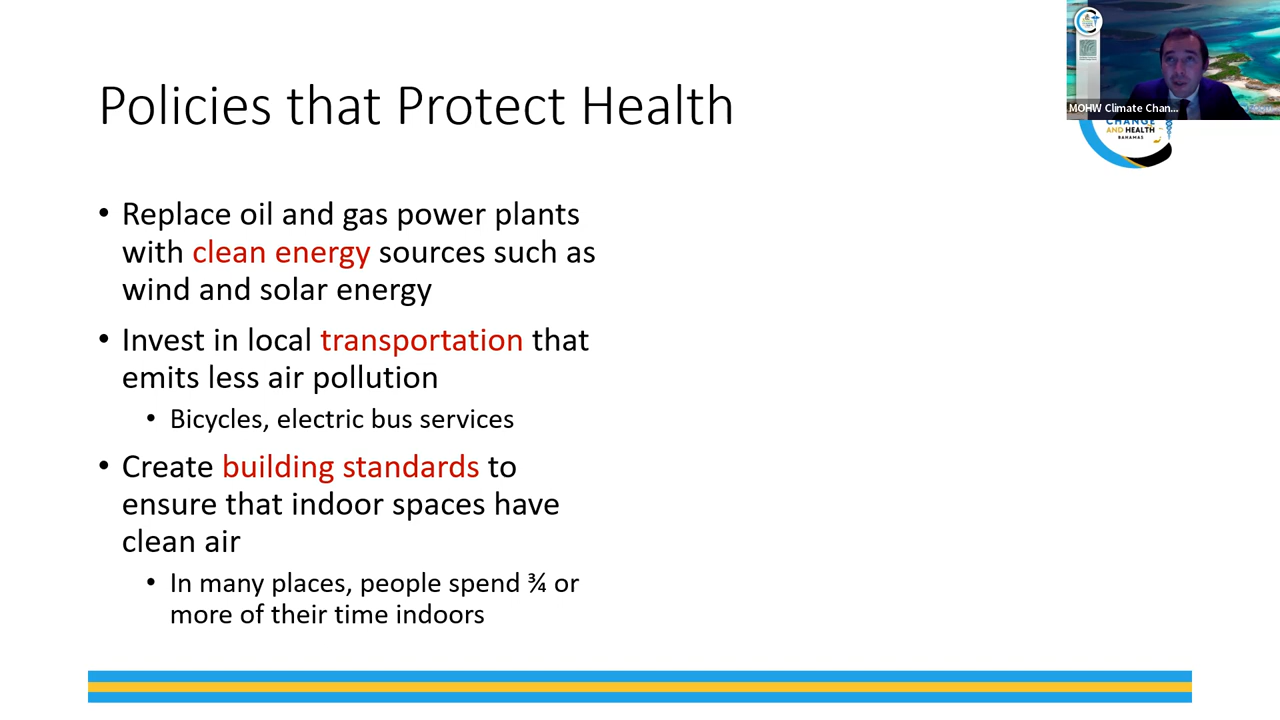 Policies that Protect Health
MOHW Climate Chan...
CHANGE
AND HEALTH
BAHAMAS
• Replace oil and gas power plants
with clean energy sources such as
wind and solar energy
• Invest in local transportation that
emits less air pollution
• Bicycles, electric bus services
• Create building standards to
ensure that indoor spaces have
clean air
• In many places, people spend ¾ or
more of their time indoors